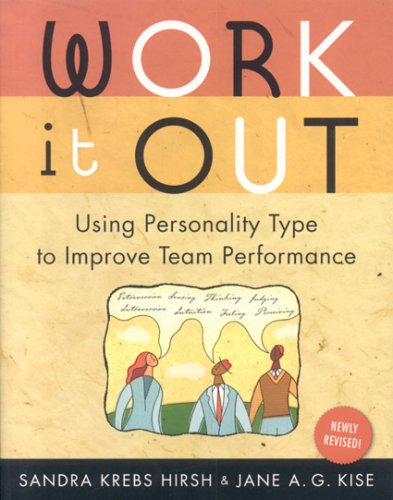 WORK
it OUT
Using Personality Type
to Improve Team Performance
Extraversion Sensing Thinking Judging
Introversion Intuition Feeling Perceiving
NEWLY
REVISED!
SANDRA KREBS HIRSH & JANE A. G. KISE